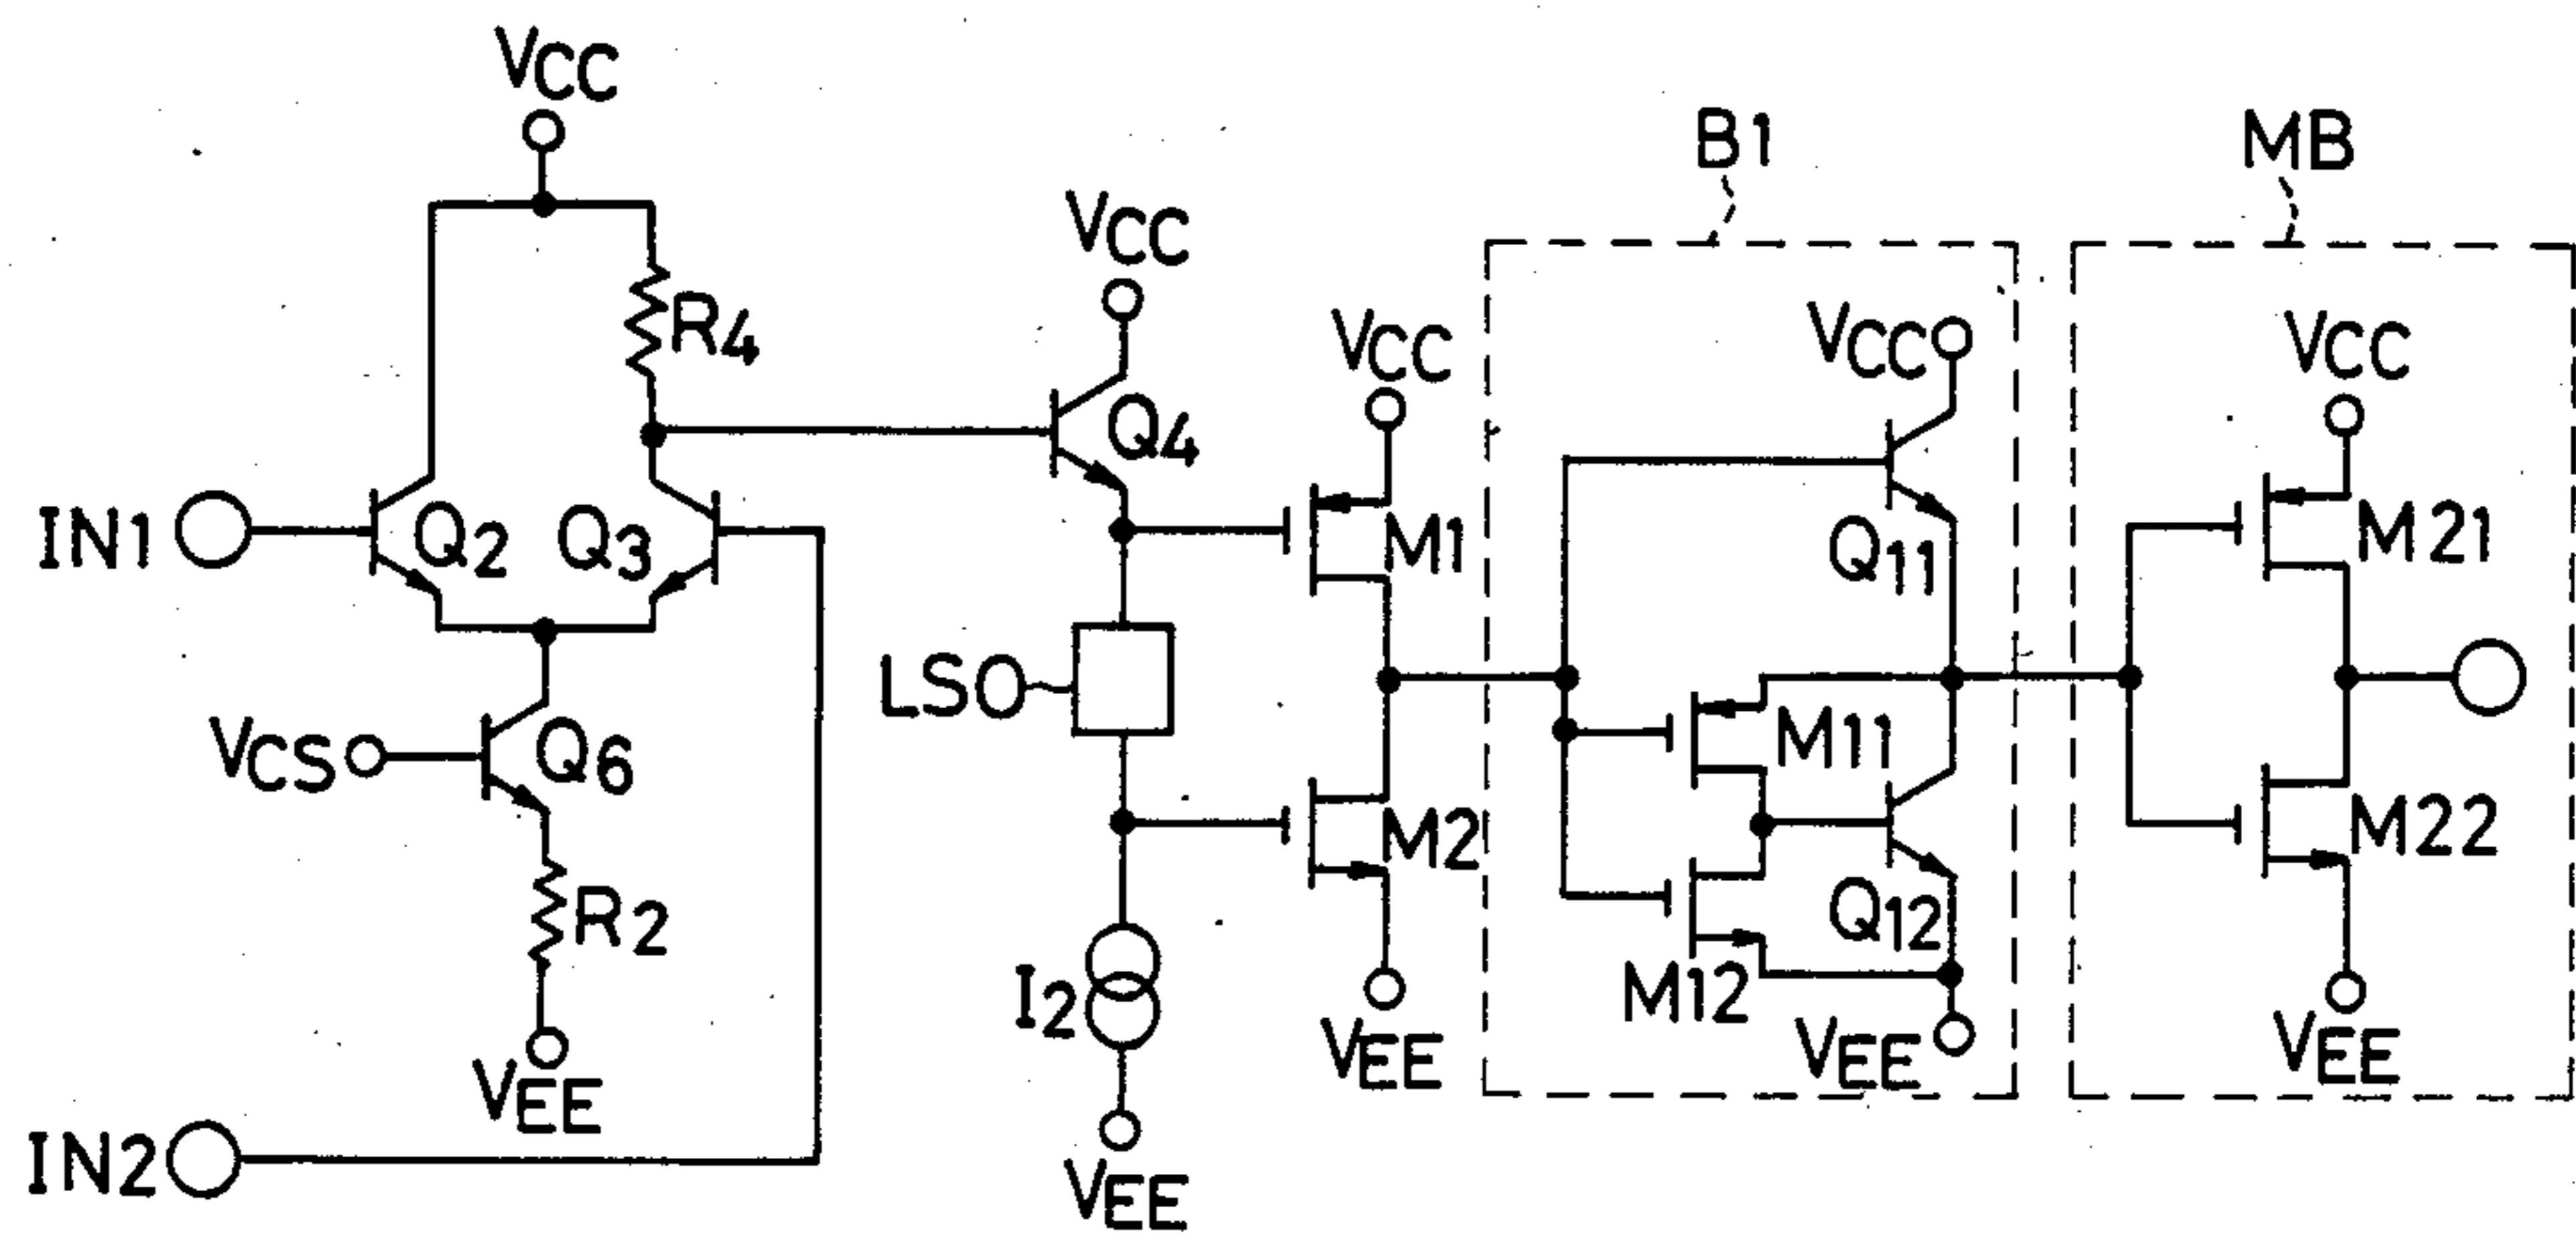 VCC
B1
MB
VCC
R4
VCC
VCC
VCC
Q4
IN1
Q2
Q3
M1
Q11
M21
LSO
M11
VCS
Q6
M2
M22
R2
Q12
I2
M12
VEE
VEE
VEE
VEE
IN2
VEE